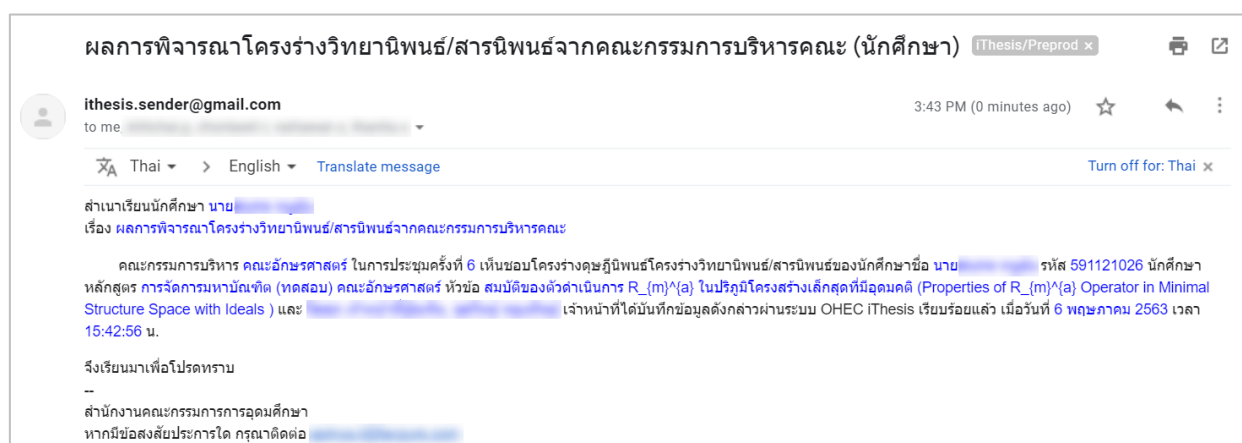 ผลการพิจารณาโครงร่างวิทยานิพนธ์/สารนิพนธ์จากคณะกรรมการบริหารคณะ (นักศึกษา) iThesis/Preprod ×
ithesis.sender@gmail.com
3:43 PM (0 minutes ago)
to me
Thai > English Translate message
Turn off for: Thai ×
สำเนาเรียนนักศึกษา นาย
เรื่อง ผลการพิจารณาโครงร่างวิทยานิพนธ์/สารนิพนธ์จากคณะกรรมการบริหารคณะ
คณะกรรมการบริหาร คณะอักษรศาสตร์ ในการประชุมครั้งที่ 6 เห็นชอบโครงร่างดุษฎีนิพนธ์โครงร่างวิทยานิพนธ์/สารนิพนธ์ของนักศึกษาชื่อ นาย รหัส 591121026 นักศึกษา
หลักสูตร การจัดการมหาบัณฑิต (ทดสอบ) คณะอักษรศาสตร์ หัวข้อ สมบัติของตัวดำเนินการ R_{m}^{a} ในปริภูมิโครงสร้างเล็กสุดที่มีอุดมคติ (Properties of R_{m}^{a} Operator in Minimal
Structure Space with Ideals ) และ เจ้าหน้าที่ได้บันทึกข้อมูลดังกล่าวผ่านระบบ OHEC iThesis เรียบร้อยแล้ว เมื่อวันที่ 6 พฤษภาคม 2563 เวลา
15:42:56 น.
จึงเรียนมาเพื่อโปรดทราบ
--
สำนักงานคณะกรรมการการอุดมศึกษา
หากมีข้อสงสัยประการใด กรุณาติดต่อ